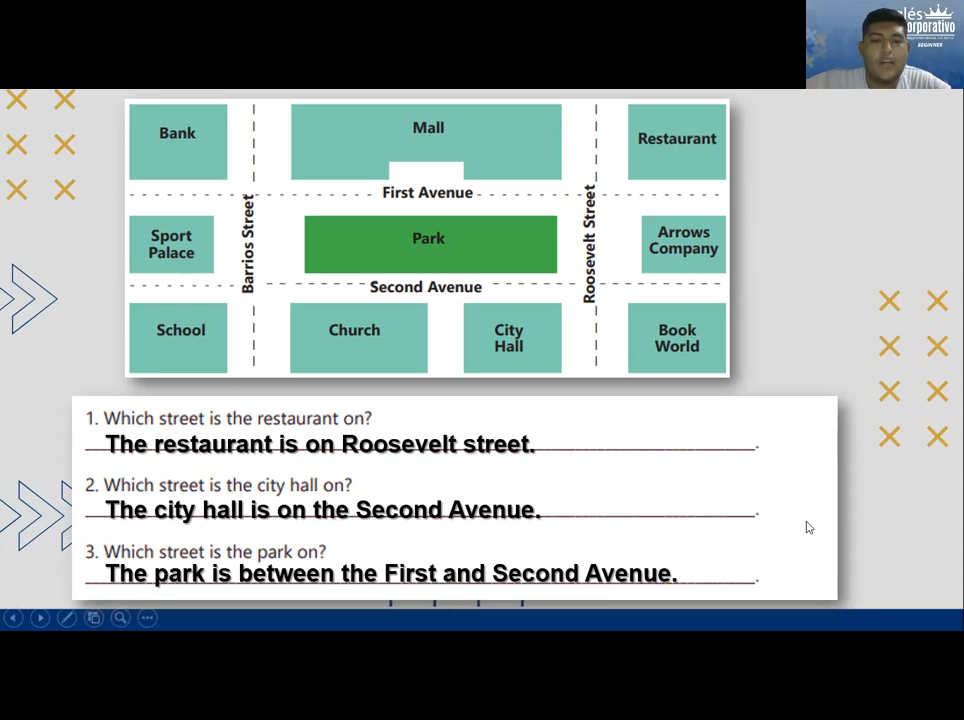 glés
orporativo
BEGINNER
Bank
Mall
Restaurant
First Avenue
Barrios Street
Roosevelt Street
Sport
Palace
Park
Arrows
Company
Second Avenue
School
Church
City
Hall
Book
World
1. Which street is the restaurant on?
The restaurant is on Roosevelt street.
2. Which street is the city hall on?
The city hall is on the Second Avenue.
3. Which street is the park on?
The park is between the First and Second Avenue.